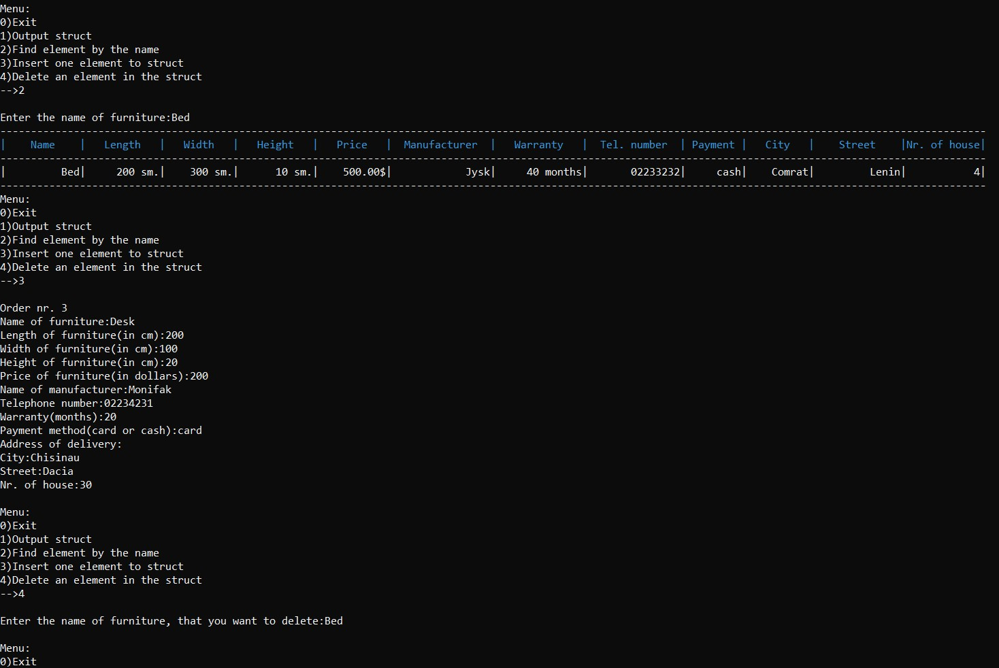 Menu:
0)Exit
1)Output struct
2)Find element by the name
3)Insert one element to struct
4)Delete an element in the struct
-->2
Enter the name of furniture:Bed
-----------------------------------------------------------------------------------------------------------------------------------------------------------------
|    Name    |   Length   |   Width   |   Height   |   Price   |  Manufacturer  |   Warranty   |  Tel. number  | Payment |   City   |    Street    |Nr. of house|
-----------------------------------------------------------------------------------------------------------------------------------------------------------------
|         Bed|     200 sm.|    300 sm.|      10 sm.|    500.00$|            Jysk|     40 months|       02233232|     cash|    Comrat|         Lenin|           4|
-----------------------------------------------------------------------------------------------------------------------------------------------------------------
Menu:
0)Exit
1)Output struct
2)Find element by the name
3)Insert one element to struct
4)Delete an element in the struct
-->3
Order nr. 3
Name of furniture:Desk
Length of furniture(in cm):200
Width of furniture(in cm):100
Height of furniture(in cm):20
Price of furniture(in dollars):200
Name of manufacturer:Monifak
Telephone number:02234231
Warranty(months):20
Payment method(card or cash):card
Address of delivery:
City:Chisinau
Street:Dacia
Nr. of house:30
Menu:
0)Exit
1)Output struct
2)Find element by the name
3)Insert one element to struct
4)Delete an element in the struct
-->4
Enter the name of furniture, that you want to delete:Bed
Menu:
0)Exit